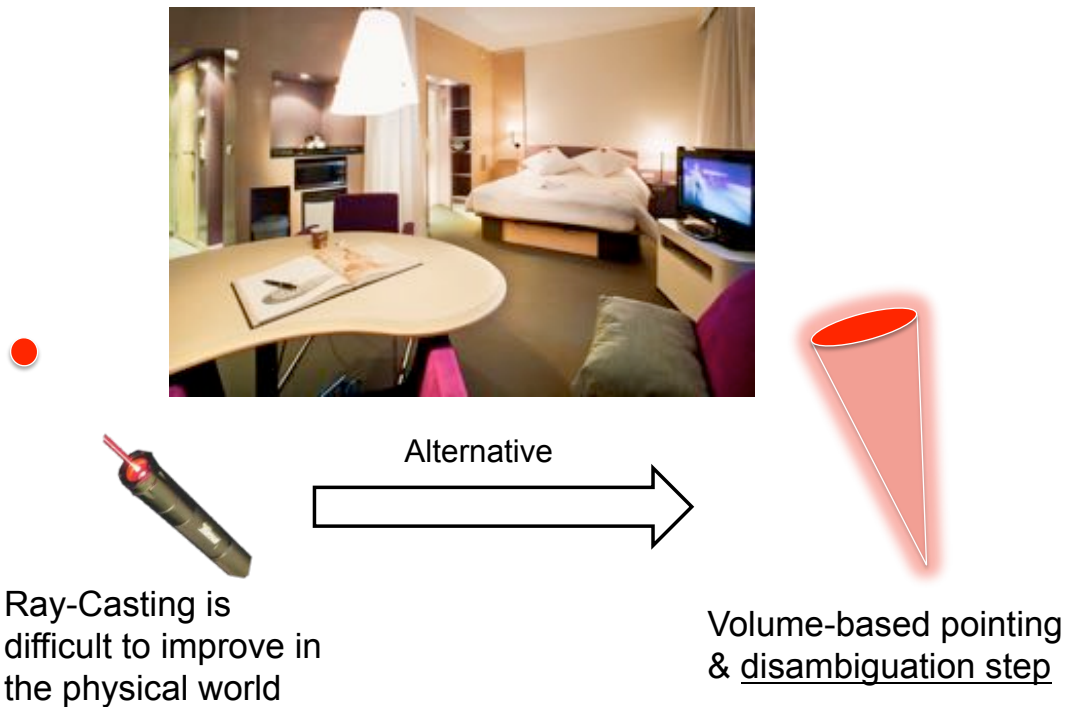 Alternative
Ray-Casting is
difficult to improve in
the physical world
Volume-based pointing
& disambiguation step